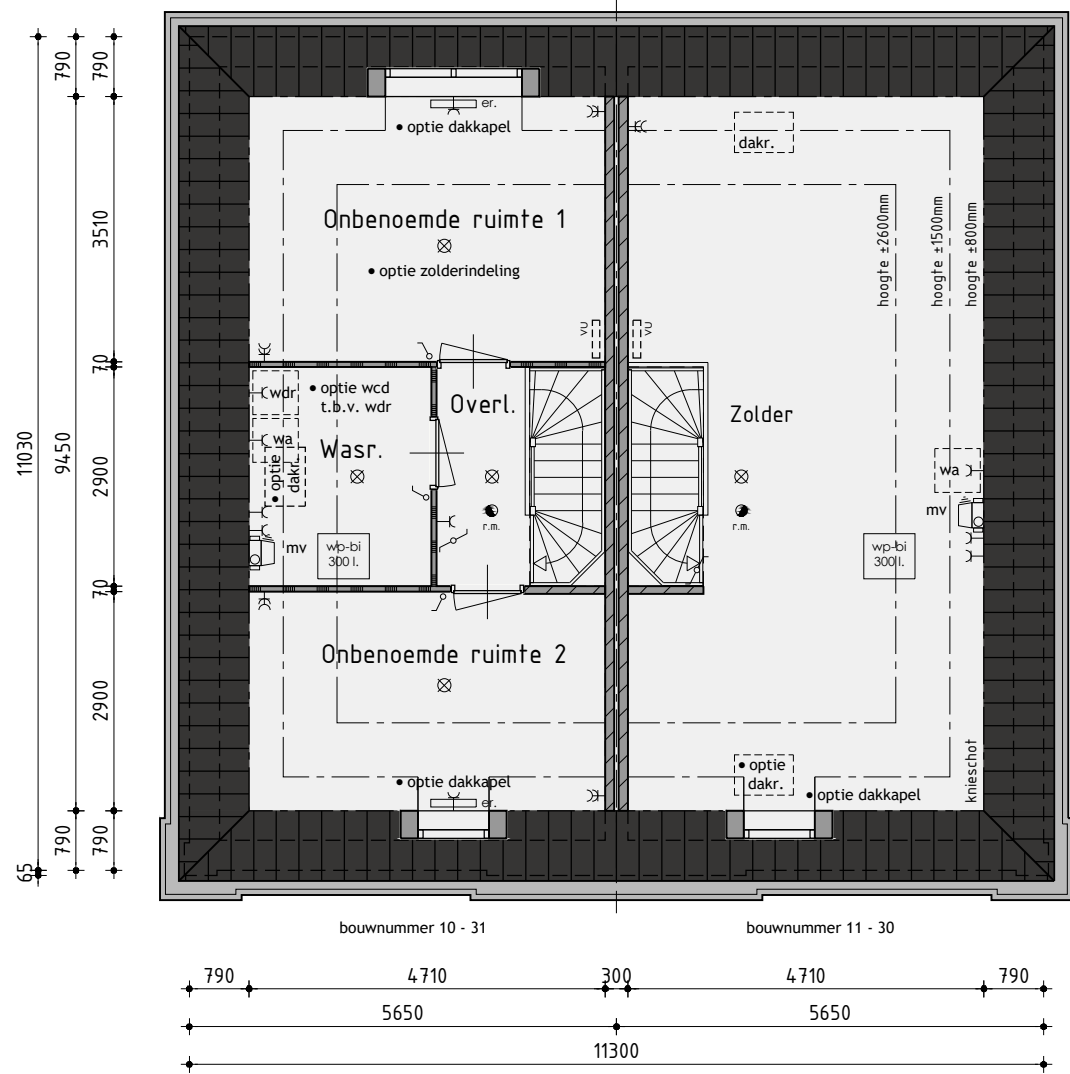 er.
• optie dakkapel
dakr.
Onbenoemde ruimte 1
• optie zolderindeling
hoogte ±2600mm
hoogte ±1500mm
hoogte ±800mm
VU
VU
wdr
• optie wcd
t.b.v. wdr
Overl.
Zolder
wa
Wasr.
• optie
dakr.
wa
r.m.
r.m.
mv
mv
wp-bi
300 l.
wp-bi
300 l.
Onbenoemde ruimte 2
• optie dakkapel
er.
• optie
dakr.
• optie dakkapel
knieschot
790
790
3510
70
11030
9450
2900
70
2900
790
790
65
bouwnummer 10 - 31
bouwnummer 11 - 30
790
4710
300
4710
790
5650
5650
11300